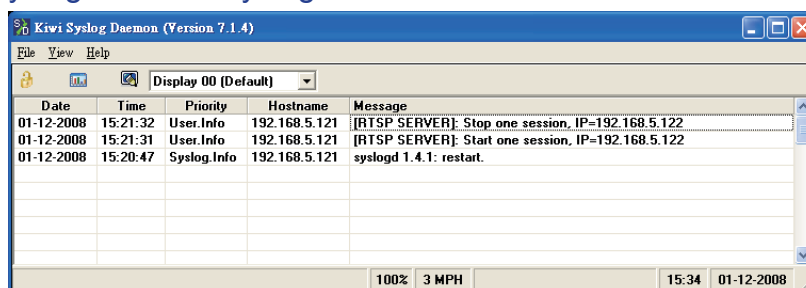 Kiwi Syslog Daemon (Version 7.1.4)
File View Help
Display 00 (Default)
Date Time Priority Hostname Message
01-12-2008 15:21:32 User.Info 192.168.5.121 [RTSP SERVER]: Stop one session, IP=192.168.5.122
01-12-2008 15:21:31 User.Info 192.168.5.121 [RTSP SERVER]: Start one session, IP=192.168.5.122
01-12-2008 15:20:47 Syslog.Info 192.168.5.121 syslogd 1.4.1: restart.
100% 3 MPH 15:34 01-12-2008